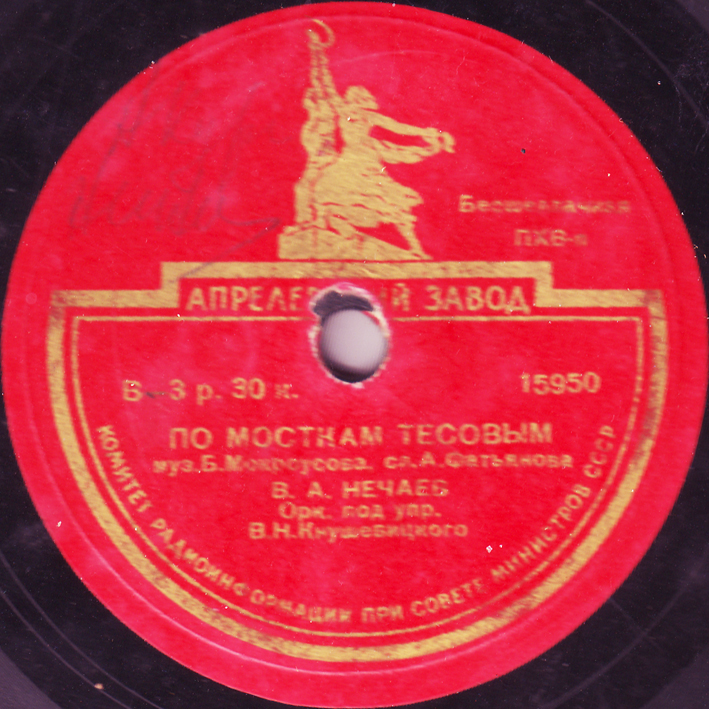 Бесшеллачная
ПХВ-п
АПРЕЛЕВСКИЙ ЗАВОД
В—3 р. 30 к.
15950
ПО МОСТКАМ ТЕСОВЫМ
муз. Б. Мокроусова, сл. А. Фатьянова
В. А. НЕЧАЕВ
Орк. под упр.
В. Н. Кнушевицкого
КОМИТЕТ РАДИОИНФОРМАЦИИ ПРИ СОВЕТЕ МИНИСТРОВ СССР